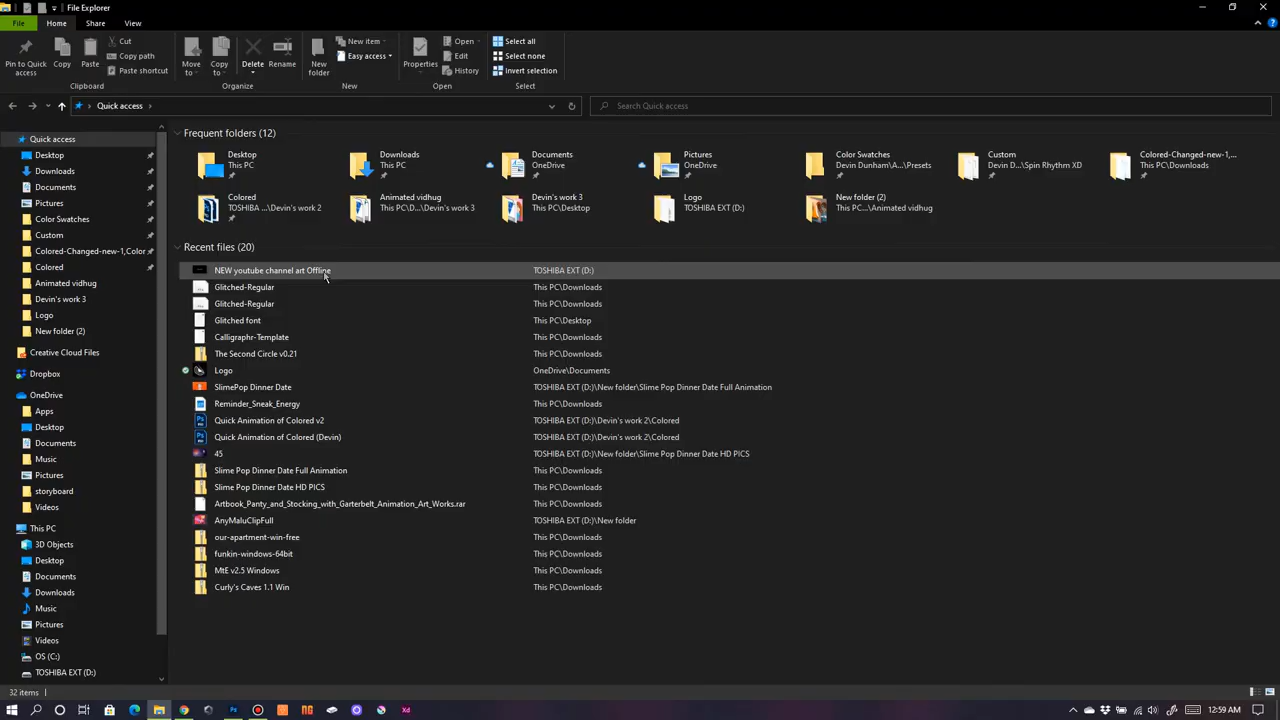 File Explorer
File
Home
Share
View
Pin to Quick access
Copy
Paste
Cut
Copy path
Paste shortcut
Clipboard
Move to
Copy to
Delete
Rename
Organize
New folder
New item
Easy access
New
Properties
Open
Edit
History
Open
Select all
Select none
Invert selection
Select
Quick access
Search Quick access
Quick access
Desktop
Downloads
Documents
Pictures
Color Swatches
Custom
Colored-Changed-new-1,Color
Colored
Animated vidhug
Devin's work 3
Logo
New folder (2)
Creative Cloud Files
Dropbox
OneDrive
Apps
Desktop
Documents
Music
Pictures
storyboard
Videos
This PC
3D Objects
Desktop
Documents
Downloads
Music
Pictures
Videos
OS (C:)
TOSHIBA EXT (D:)
Frequent folders (12)
Desktop
This PC
Downloads
This PC
Documents
OneDrive
Pictures
OneDrive
Color Swatches
Devin Dunham\A...\Presets
Custom
Devin D...\Spin Rhythm XD
Colored-Changed-new-1,...
This PC\Downloads
Colored
TOSHIBA ...\Devin's work 2
Animated vidhug
This PC\D...\Devin's work 3
Devin's work 3
This PC\Desktop
Logo
TOSHIBA EXT (D:)
New folder (2)
This PC...\Animated vidhug
Recent files (20)
NEW youtube channel art Offline TOSHIBA EXT (D:)
Glitched-Regular This PC\Downloads
Glitched-Regular This PC\Downloads
Glitched font This PC\Desktop
Calligraphr-Template This PC\Downloads
The Second Circle v0.21 This PC\Downloads
Logo OneDrive\Documents
SlimePop Dinner Date TOSHIBA EXT (D:)\New folder\Slime Pop Dinner Date Full Animation
Reminder_Sneak_Energy This PC\Downloads
Quick Animation of Colored v2 TOSHIBA EXT (D:)\Devin's work 2\Colored
Quick Animation of Colored (Devin) TOSHIBA EXT (D:)\Devin's work 2\Colored
45 TOSHIBA EXT (D:)\New folder\Slime Pop Dinner Date HD PICS
Slime Pop Dinner Date Full Animation This PC\Downloads
Slime Pop Dinner Date HD PICS This PC\Downloads
Artbook_Panty_and_Stocking_with_Garterbelt_Animation_Art_Works.rar This PC\Downloads
AnyMaluClipFull TOSHIBA EXT (D:)\New folder
our-apartment-win-free This PC\Downloads
funkin-windows-64bit This PC\Downloads
MtE v2.5 Windows This PC\Downloads
Curly's Caves 1.1 Win This PC\Downloads
32 items
Ps
Xd
12:59 AM